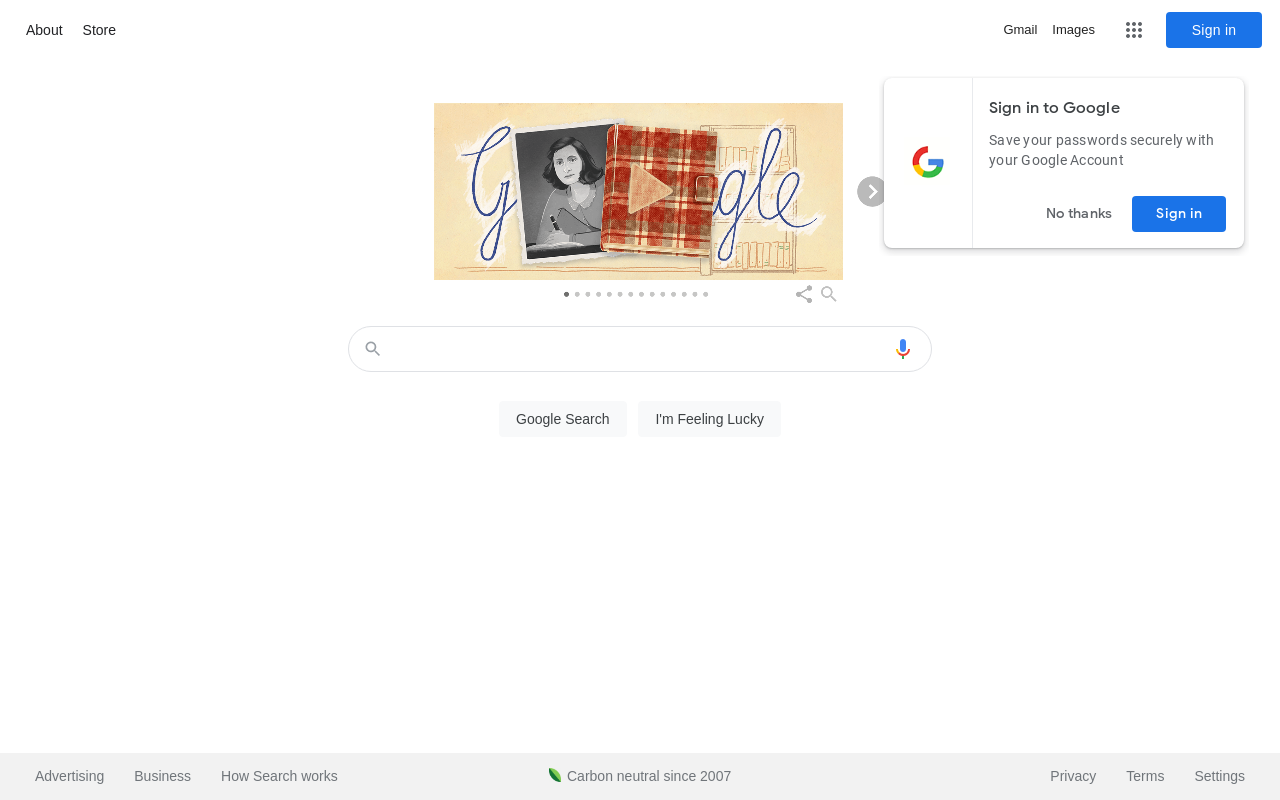 About Store
Gmail Images Sign in
Google
Sign in to Google
Save your passwords securely with
your Google Account
No thanks Sign in
Google Search I'm Feeling Lucky
Advertising Business How Search works Carbon neutral since 2007 Privacy Terms Settings